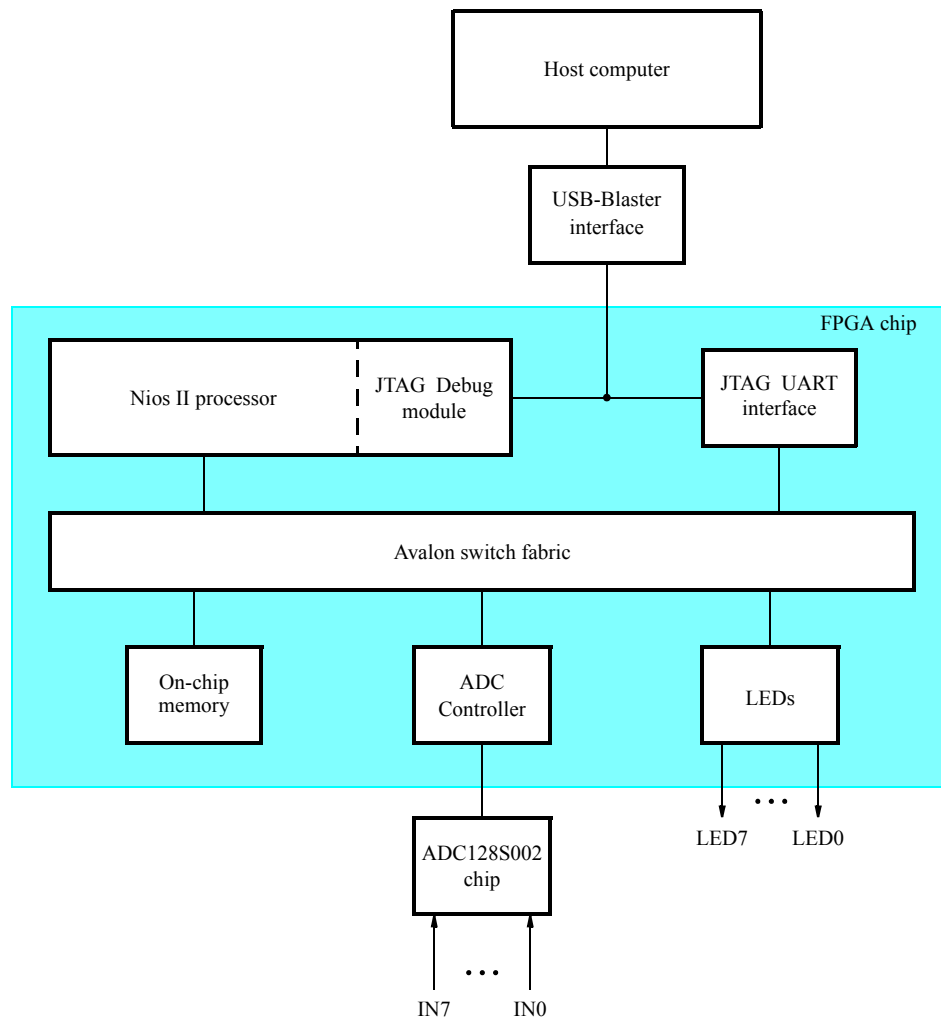 Host computer
USB-Blaster
interface
FPGA chip
Nios II processor
JTAG Debug
module
JTAG UART
interface
Avalon switch fabric
On-chip
memory
ADC
Controller
LEDs
LED7
LED0
ADC128S002
chip
IN7
IN0